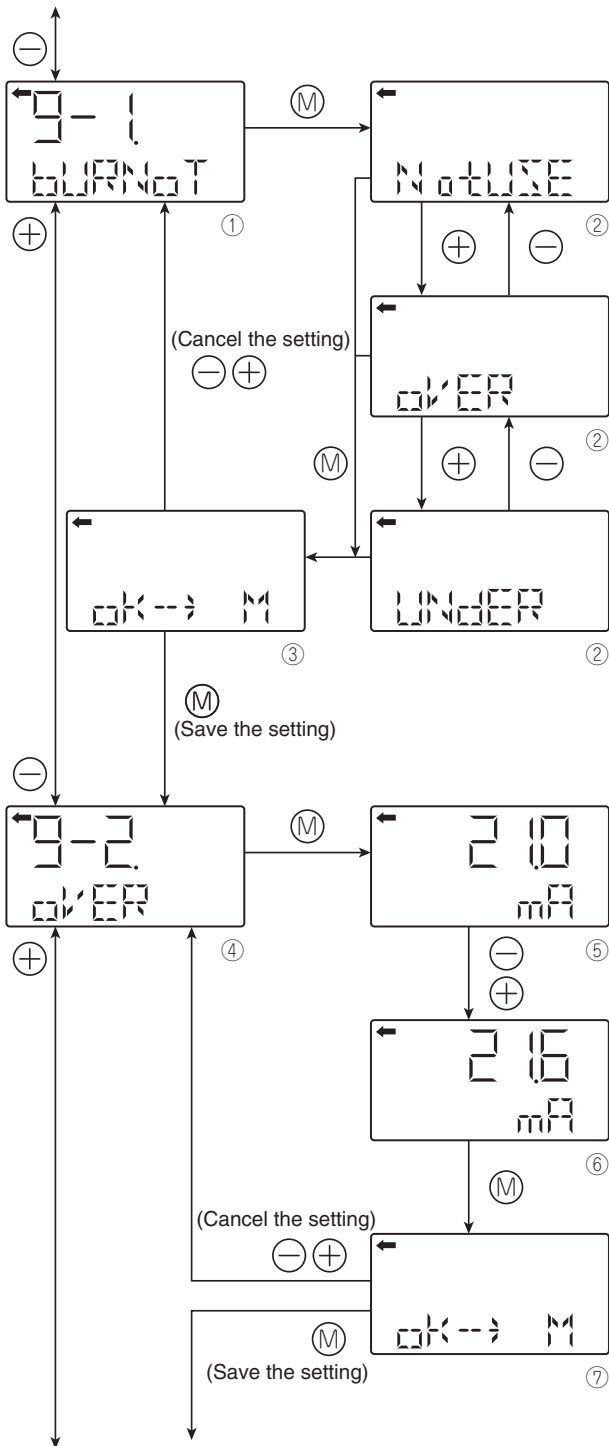 ⊖
9-1.
bURNoT
①
Ⓜ
NotUSE
②
⊕
⊕
⊖
(Cancel the setting)
⊖ ⊕
oVER
②
Ⓜ
⊕
⊖
oK--→ M
③
UNdER
②
Ⓜ
(Save the setting)
⊖
9-2.
oVER
④
Ⓜ
21.0
mA
⑤
⊕
⊖
⊕
21.6
mA
⑥
Ⓜ
(Cancel the setting)
⊖ ⊕
oK--→ M
⑦
Ⓜ
(Save the setting)